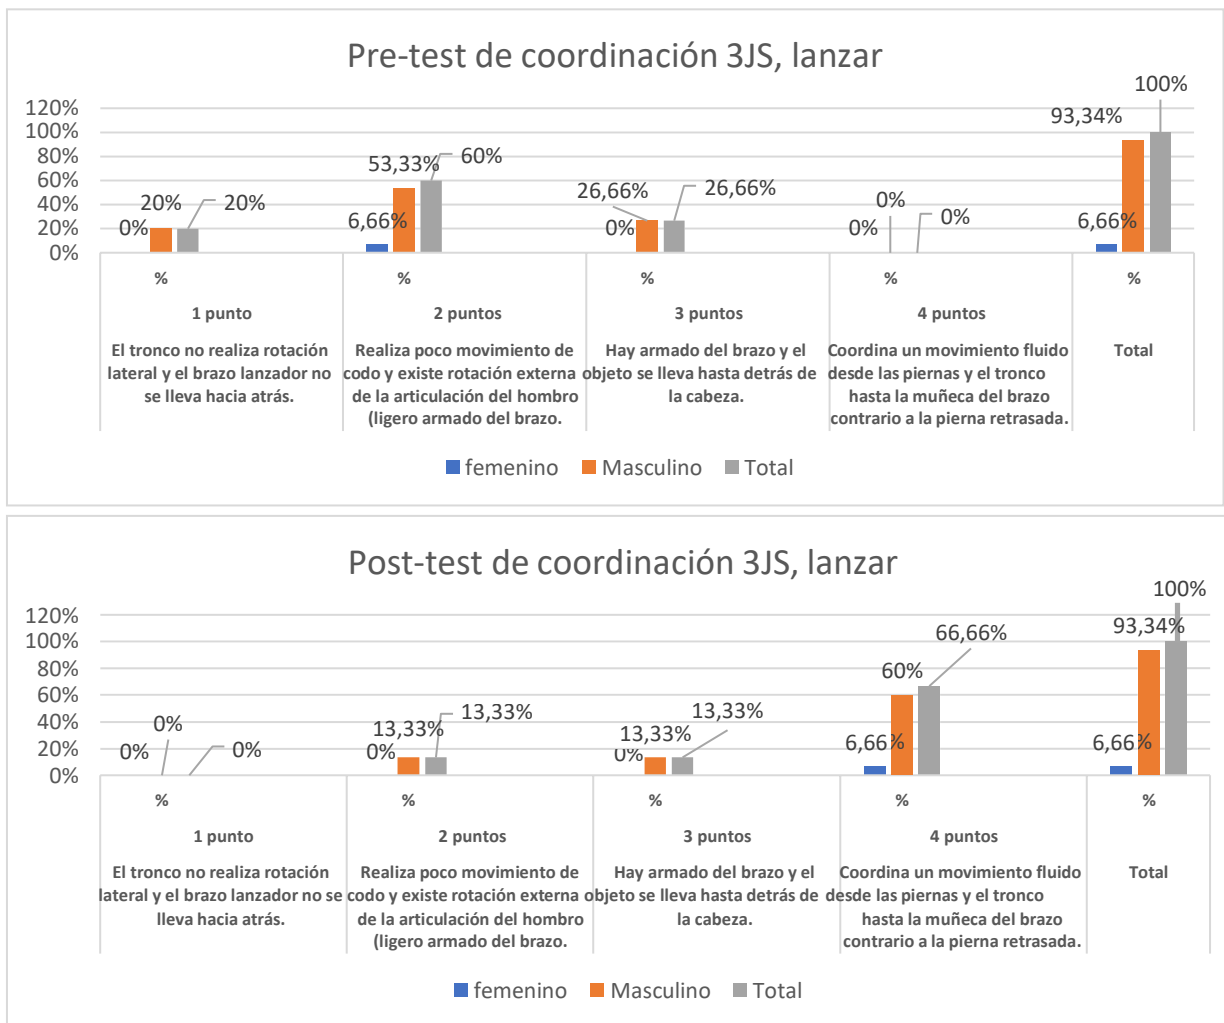 Pre-test de coordinación 3JS, lanzar
120%
100%
80%
60%
40%
20%
0%
0%
20%
20%
6,66%
53,33%
60%
0%
26,66%
26,66%
0%
0%
0%
6,66%
93,34%
100%
% % % % %
1 punto 2 puntos 3 puntos 4 puntos
El tronco no realiza rotación
lateral y el brazo lanzador no
se lleva hacia atrás.
Realiza poco movimiento de
codo y existe rotación externa
de la articulación del hombro
(ligero armado del brazo.
Hay armado del brazo y el
objeto se lleva hasta detrás de
la cabeza.
Coordina un movimiento fluido
desde las piernas y el tronco
hasta la muñeca del brazo
contrario a la pierna retrasada.
Total
femenino Masculino Total
Post-test de coordinación 3JS, lanzar
120%
100%
80%
60%
40%
20%
0%
0%
0%
0%
0%
13,33%
13,33%
0%
13,33%
13,33%
6,66%
60%
66,66%
6,66%
93,34%
100%
% % % % %
1 punto 2 puntos 3 puntos 4 puntos
El tronco no realiza rotación
lateral y el brazo lanzador no se
lleva hacia atrás.
Realiza poco movimiento de
codo y existe rotación externa
de la articulación del hombro
(ligero armado del brazo.
Hay armado del brazo y el
objeto se lleva hasta detrás de
la cabeza.
Coordina un movimiento fluido
desde las piernas y el tronco
hasta la muñeca del brazo
contrario a la pierna retrasada.
Total
femenino Masculino Total